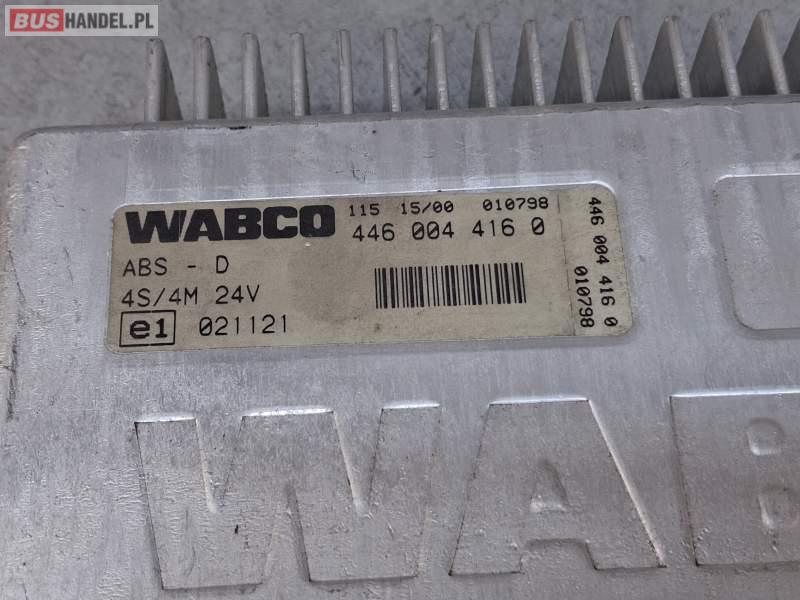 BUSHANDEL.PL
WABCO
115 15/00 010798
446 004 416 0
ABS - D
4S/4M 24V
e1 021121
446 004 416 0
010798
WAB